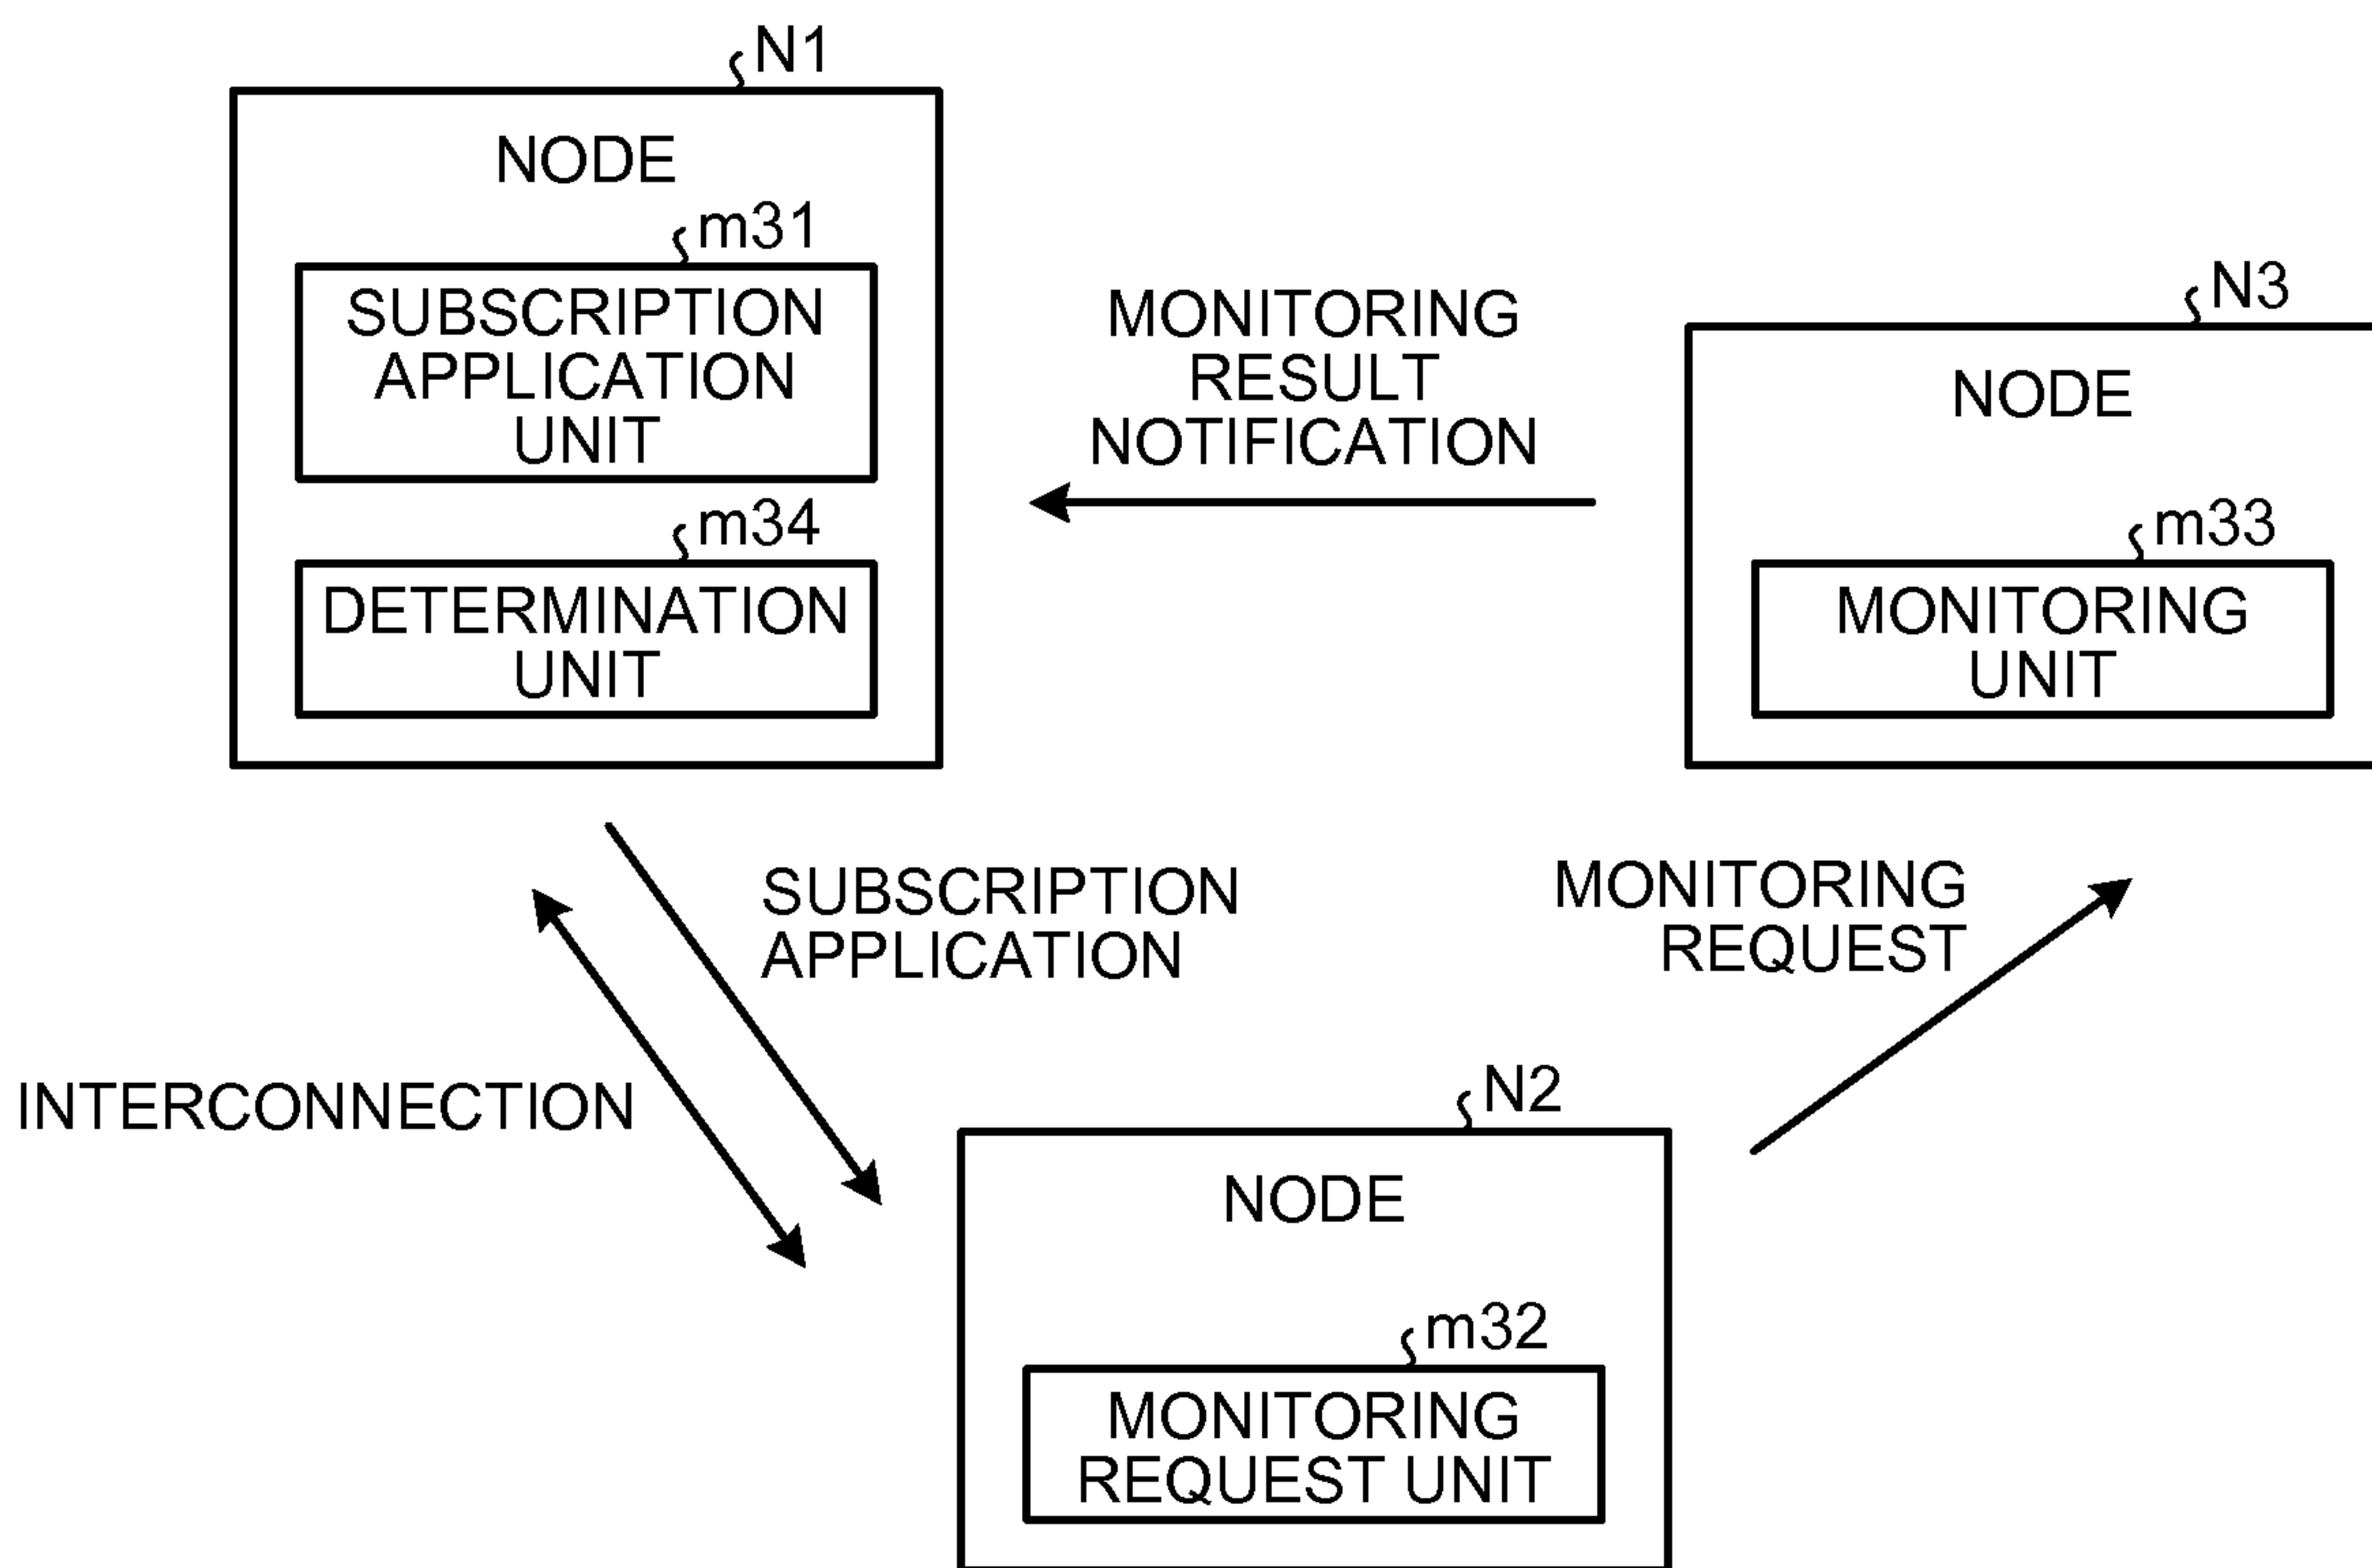 N1
NODE
m31
SUBSCRIPTION
APPLICATION
UNIT
m34
DETERMINATION
UNIT
MONITORING
RESULT
NOTIFICATION
N3
NODE
m33
MONITORING
UNIT
SUBSCRIPTION
APPLICATION
MONITORING
REQUEST
INTERCONNECTION
N2
NODE
m32
MONITORING
REQUEST UNIT